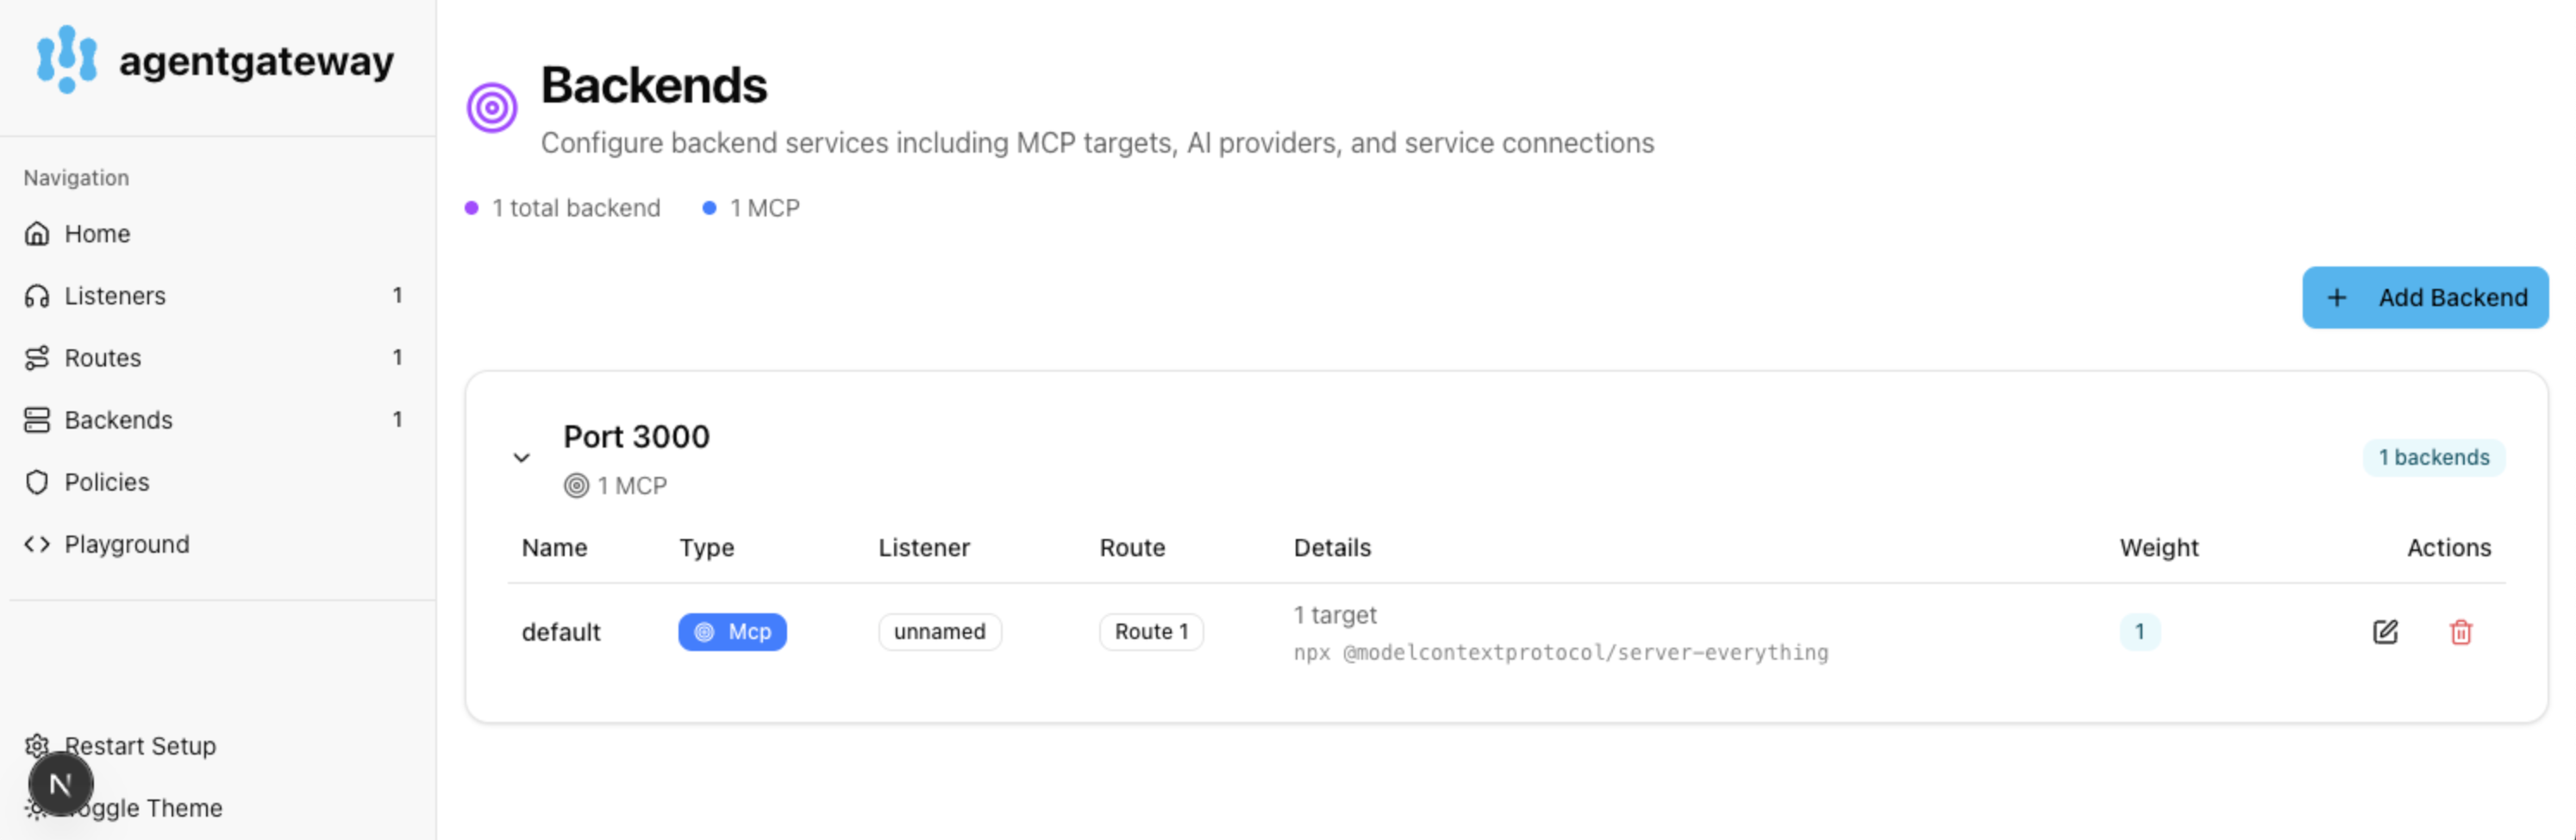 agentgateway
Navigation
Home
Listeners 1
Routes 1
Backends 1
Policies
Playground
Restart Setup
N
oggle Theme
Backends
Configure backend services including MCP targets, AI providers, and service connections
1 total backend 1 MCP
+ Add Backend
Port 3000
1 MCP
1 backends
Name Type Listener Route Details Weight Actions
default Mcp unnamed Route 1 1 target 1
npx @modelcontextprotocol/server-everything